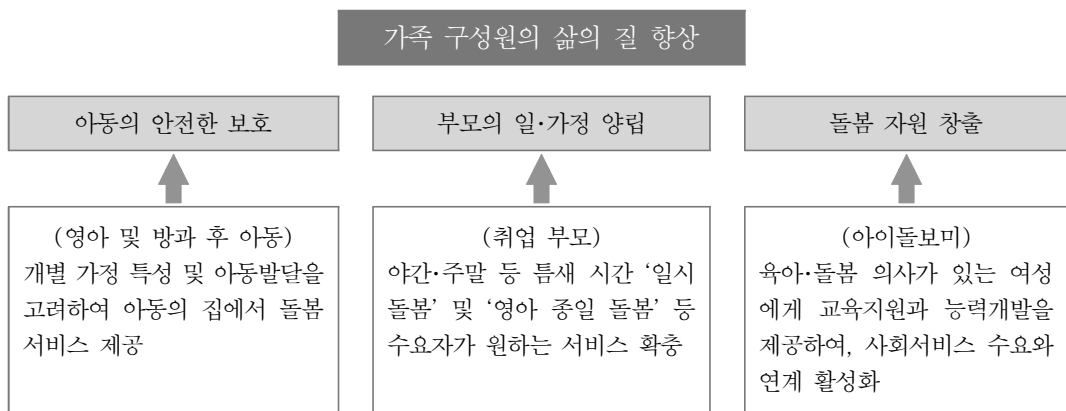 가족 구성원의 삶의 질 향상
아동의 안전한 보호
부모의 일·가정 양립
돌봄 자원 창출
(영아 및 방과 후 아동)
개별 가정 특성 및 아동발달을
고려하여 아동의 집에서 돌봄
서비스 제공
(취업 부모)
야간·주말 등 틈새 시간 ‘일시
돌봄’ 및 ‘영아 종일 돌봄’ 등
수요자가 원하는 서비스 확충
(아이돌보미)
육아·돌봄 의사가 있는 여성
에게 교육지원과 능력개발을
제공하여, 사회서비스 수요와
연계 활성화